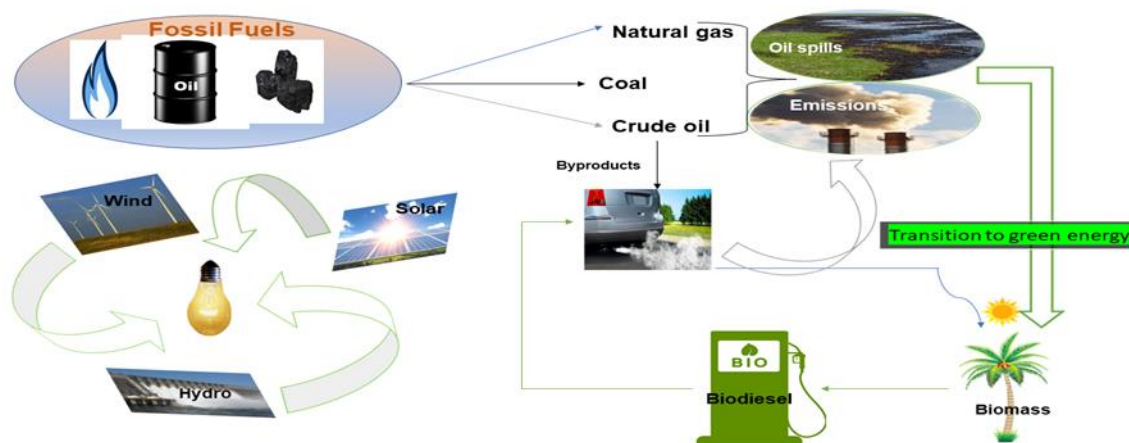 Fossil Fuels
Oil
Natural gas
Coal
Crude oil
Oil spills
Emissions
Byproducts
Wind
Solar
Hydro
Transition to green energy
BIO
Biodiesel
Biomass